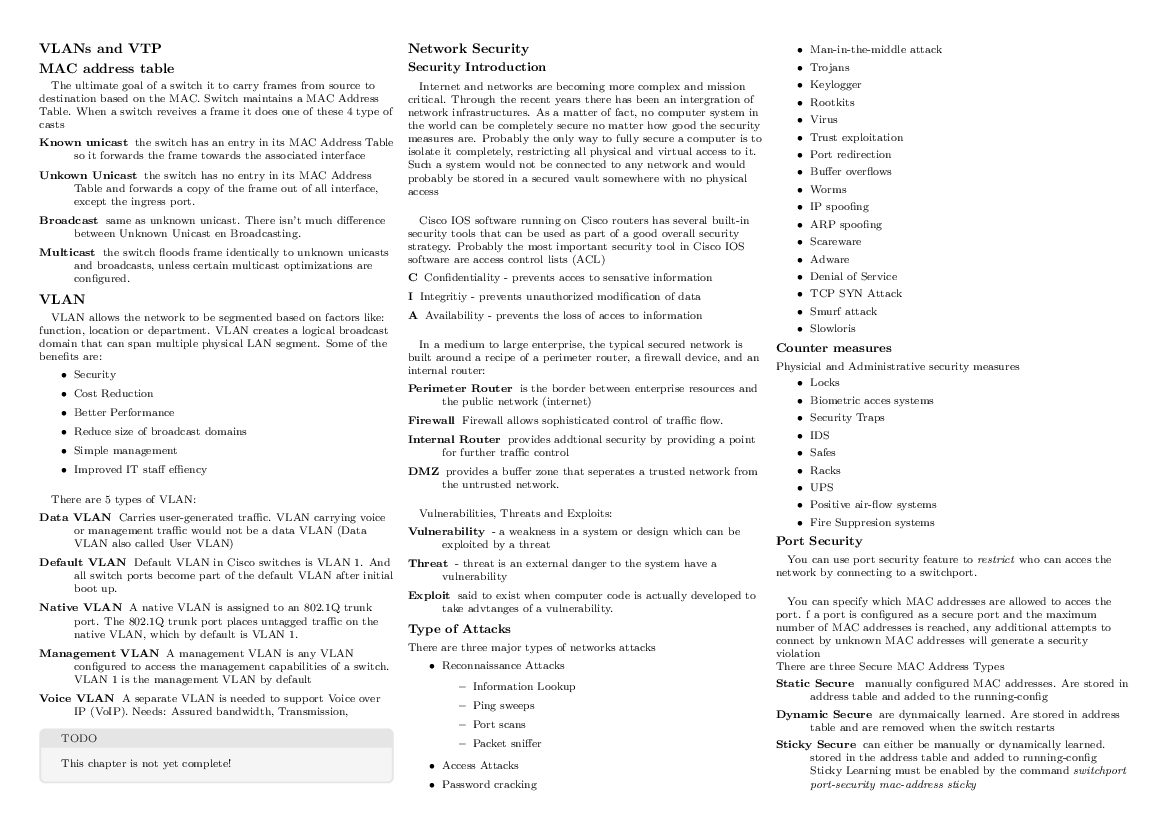 VLANs and VTP
MAC address table
The ultimate goal of a switch it to carry frames from source to
destination based on the MAC. Switch maintains a MAC Address
Table. When a switch reveives a frame it does one of these 4 type of
casts
Known unicast the switch has an entry in its MAC Address Table
so it forwards the frame towards the associated interface
Unkown Unicast the switch has no entry in its MAC Address
Table and forwards a copy of the frame out of all interface,
except the ingress port.
Broadcast same as unknown unicast. There isn't much difference
between Unknown Unicast en Broadcasting.
Multicast the switch floods frame identically to unknown unicasts
and broadcasts, unless certain multicast optimizations are
configured.
VLAN
VLAN allows the network to be segmented based on factors like:
function, location or department. VLAN creates a logical broadcast
domain that can span multiple physical LAN segment. Some of the
benefits are:
• Security
• Cost Reduction
• Better Performance
• Reduce size of broadcast domains
• Simple management
• Improved IT staff effiency
There are 5 types of VLAN:
Data VLAN Carries user-generated traffic. VLAN carrying voice
or management traffic would not be a data VLAN (Data
VLAN also called User VLAN)
Default VLAN Default VLAN in Cisco switches is VLAN 1. And
all switch ports become part of the default VLAN after initial
boot up.
Native VLAN A native VLAN is assigned to an 802.1Q trunk
port. The 802.1Q trunk port places untagged traffic on the
native VLAN, which by default is VLAN 1.
Management VLAN A management VLAN is any VLAN
configured to access the management capabilities of a switch.
VLAN 1 is the management VLAN by default
Voice VLAN A separate VLAN is needed to support Voice over
IP (VoIP). Needs: Assured bandwidth, Transmission,
TODO
This chapter is not yet complete!
Network Security
Security Introduction
Internet and networks are becoming more complex and mission
critical. Through the recent years there has been an intergration of
network infrastructures. As a matter of fact, no computer system in
the world can be completely secure no matter how good the security
measures are. Probably the only way to fully secure a computer is to
isolate it completely, restricting all physical and virtual access to it.
Such a system would not be connected to any network and would
probably be stored in a secured vault somewhere with no physical
access
Cisco IOS software running on Cisco routers has several built-in
security tools that can be used as part of a good overall security
strategy. Probably the most important security tool in Cisco IOS
software are access control lists (ACL)
C Confidentiality - prevents acces to sensative information
I Integritiy - prevents unauthorized modification of data
A Availability - prevents the loss of acces to information
In a medium to large enterprise, the typical secured network is
built around a recipe of a perimeter router, a firewall device, and an
internal router:
Perimeter Router is the border between enterprise resources and
the public network (internet)
Firewall Firewall allows sophisticated control of traffic flow.
Internal Router provides addtional security by providing a point
for further traffic control
DMZ provides a buffer zone that seperates a trusted network from
the untrusted network.
Vulnerabilities, Threats and Exploits:
Vulnerability - a weakness in a system or design which can be
exploited by a threat
Threat - threat is an external danger to the system have a
vulnerability
Exploit said to exist when computer code is actually developed to
take advtanges of a vulnerability.
Type of Attacks
There are three major types of networks attacks
• Reconnaissance Attacks
– Information Lookup
– Ping sweeps
– Port scans
– Packet sniffer
• Access Attacks
• Password cracking
• Man-in-the-middle attack
• Trojans
• Keylogger
• Rootkits
• Virus
• Trust exploitation
• Port redirection
• Buffer overflows
• Worms
• IP spoofing
• ARP spoofing
• Scareware
• Adware
• Denial of Service
• TCP SYN Attack
• Smurf attack
• Slowloris
Counter measures
Physicial and Administrative security measures
• Locks
• Biometric acces systems
• Security Traps
• IDS
• Safes
• Racks
• UPS
• Positive air-flow systems
• Fire Suppresion systems
Port Security
You can use port security feature to restrict who can acces the
network by connecting to a switchport.
You can specify which MAC addresses are allowed to acces the
port. f a port is configured as a secure port and the maximum
number of MAC addresses is reached, any additional attempts to
connect by unknown MAC addresses will generate a security
violation
There are three Secure MAC Address Types
Static Secure manually configured MAC addresses. Are stored in
address table and added to the running-config
Dynamic Secure are dynmaically learned. Are stored in address
table and are removed when the switch restarts
Sticky Secure can either be manually or dynamically learned.
stored in the address table and added to running-config
Sticky Learning must be enabled by the command switchport
port-security mac-address sticky